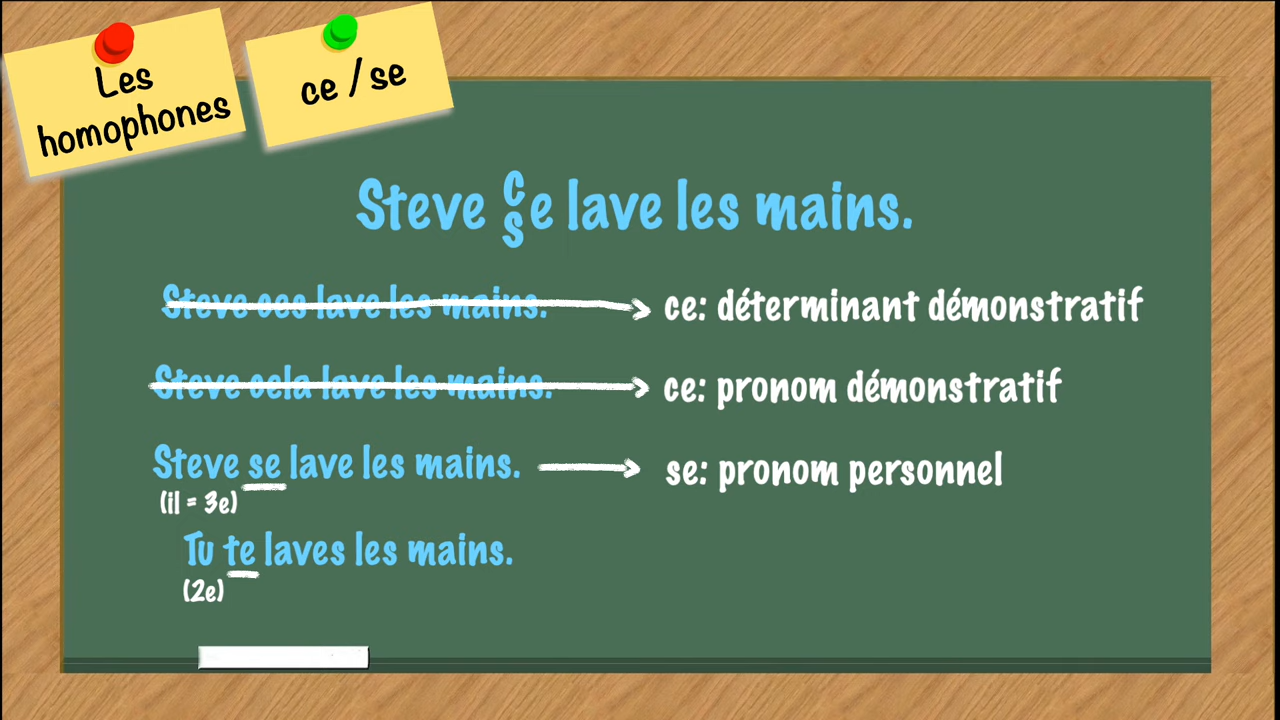 Les
homophones
ce / se
Steve c/se lave les mains.
Steve ces lave les mains. ce: déterminant démonstratif
Steve cela lave les mains. ce: pronom démonstratif
Steve se lave les mains. se: pronom personnel
(il = 3e)
Tu te laves les mains.
(2e)